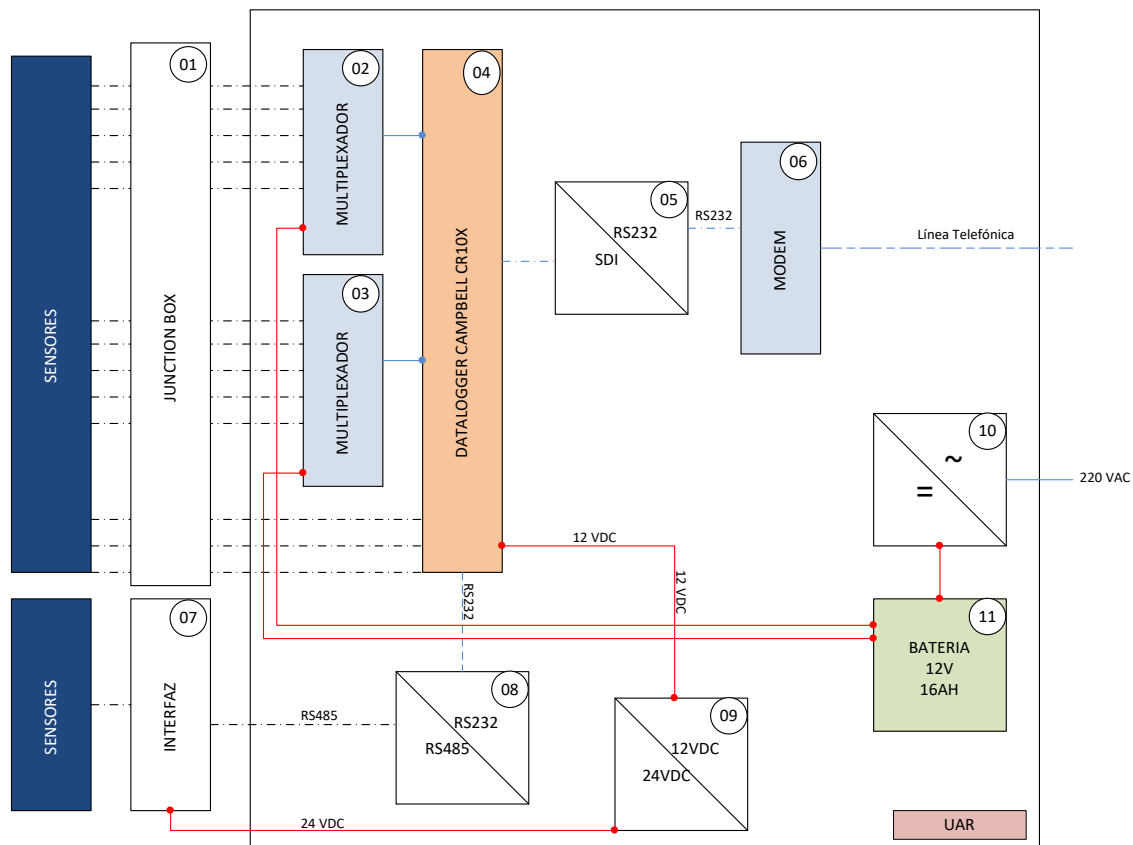 01
02
03
04
05
06
07
08
09
10
11
SENSORES
JUNCTION BOX
MULTIPLEXADOR
MULTIPLEXADOR
DATALOGGER CAMPBELL CR10X
RS232
SDI
RS232
MODEM
Línea Telefónica
~
=
220 VAC
12 VDC
12 VDC
RS232
SENSORES
INTERFAZ
RS485
RS232
RS485
12VDC
24VDC
24 VDC
BATERIA
12V
16AH
UAR